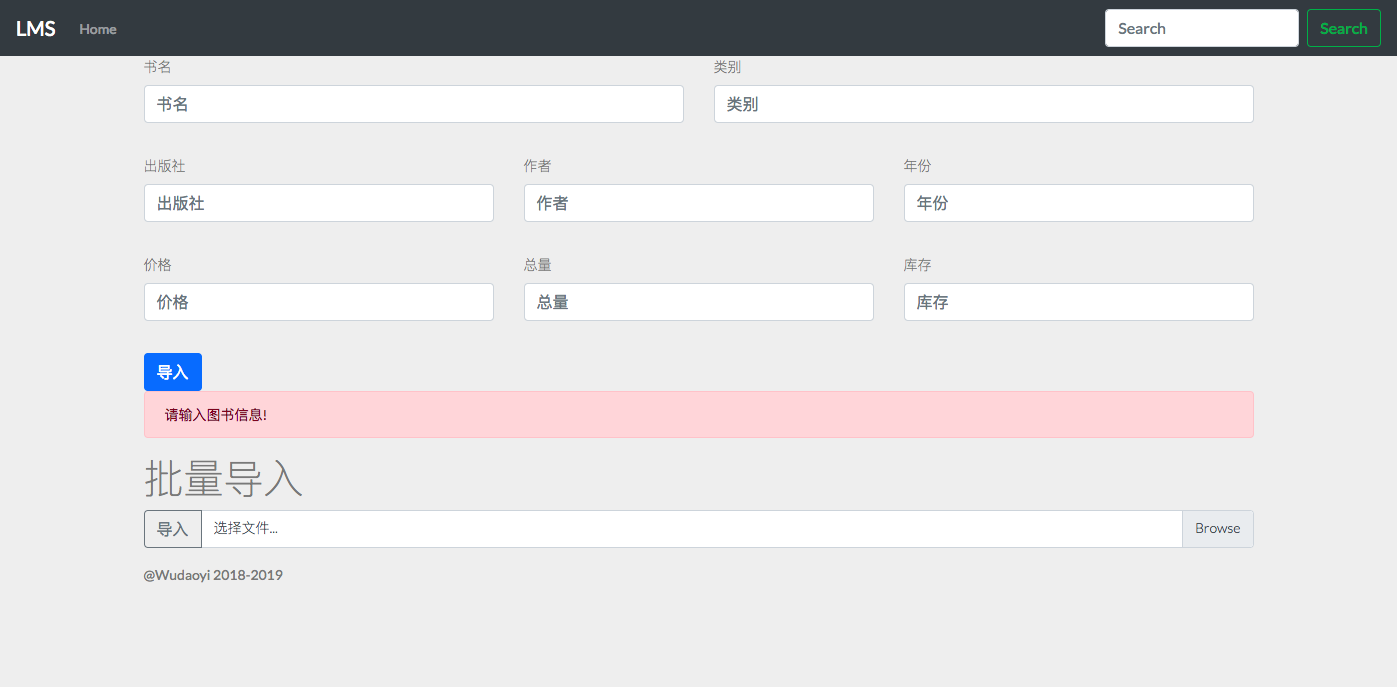 LMS Home Search Search
书名 类别
书名 类别
出版社 作者 年份
出版社 作者 年份
价格 总量 库存
价格 总量 库存
导入
请输入图书信息!
批量导入
导入 选择文件... Browse
@Wudaoyi 2018-2019